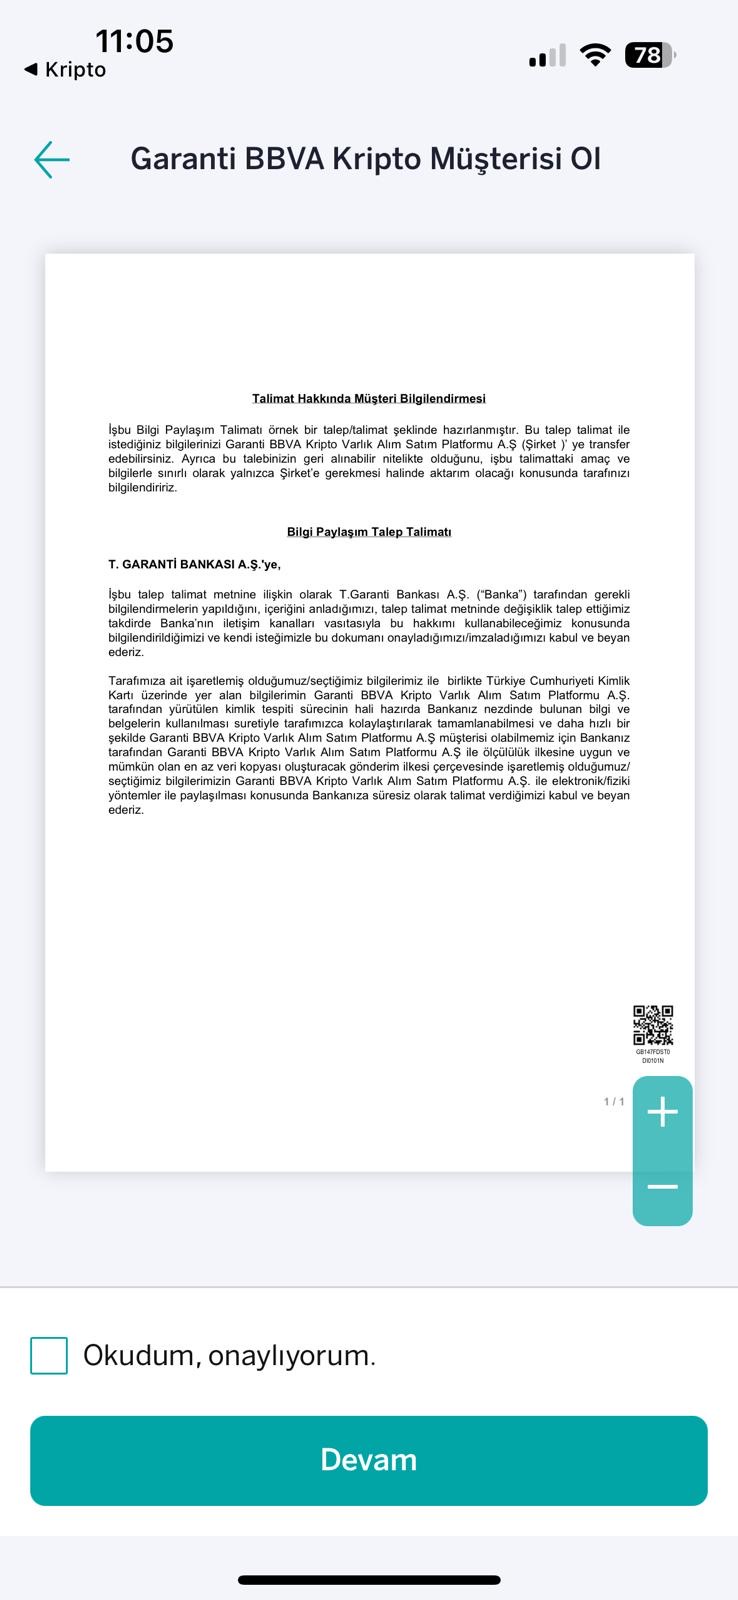 11:05
78
◀ Kripto
Garanti BBVA Kripto Müşterisi Ol
Talimat Hakkında Müşteri Bilgilendirmesi
İşbu Bilgi Paylaşım Talimatı örnek bir talep/talimat şeklinde hazırlanmıştır. Bu talep talimat ile
istediğiniz bilgilerinizi Garanti BBVA Kripto Varlık Alım Satım Platformu A.Ş (Şirket )' ye transfer
edebilirsiniz. Ayrıca bu talebinizin geri alınabilir nitelikte olduğunu, işbu talimattaki amaç ve
bilgilerle sınırlı olarak yalnızca Şirket'e gerekmesi halinde aktarım olacağı konusunda tarafınızı
bilgilendiririz.
Bilgi Paylaşım Talep Talimatı
T. GARANTİ BANKASI A.Ş.'ye,
İşbu talep talimat metnine ilişkin olarak T.Garanti Bankası A.Ş. (“Banka”) tarafından gerekli
bilgilendirmelerin yapıldığını, içeriğini anladığımızı, talep talimat metninde değişiklik talep ettiğimiz
takdirde Banka'nın iletişim kanalları vasıtasıyla bu hakkımı kullanabileceğimiz konusunda
bilgilendirildiğimizi ve kendi isteğimizle bu dokumanı onayladığımızı/imzaladığımızı kabul ve beyan
ederiz.
Tarafımıza ait işaretlemiş olduğumuz/seçtiğimiz bilgilerimiz ile birlikte Türkiye Cumhuriyeti Kimlik
Kartı üzerinde yer alan bilgilerimin Garanti BBVA Kripto Varlık Alım Satım Platformu A.Ş.
tarafından yürütülen kimlik tespiti sürecinin hali hazırda Bankanız nezdinde bulunan bilgi ve
belgelerin kullanılması suretiyle tarafımızca kolaylaştırılarak tamamlanabilmesi ve daha hızlı bir
şekilde Garanti BBVA Kripto Varlık Alım Satım Platformu A.Ş müşterisi olabilmemiz için Bankanız
tarafından Garanti BBVA Kripto Varlık Alım Satım Platformu A.Ş ile ölçülülük ilkesine uygun ve
mümkün olan en az veri kopyası oluşturacak gönderim ilkesi çerçevesinde işaretlemiş olduğumuz/
seçtiğimiz bilgilerimizin Garanti BBVA Kripto Varlık Alım Satım Platformu A.Ş. ile elektronik/fiziki
yöntemler ile paylaşılması konusunda Bankanıza süresiz olarak talimat verdiğimizi kabul ve beyan
ederiz.
GB147FDST0
DI0101N
1 / 1
Okudum, onaylıyorum.
Devam